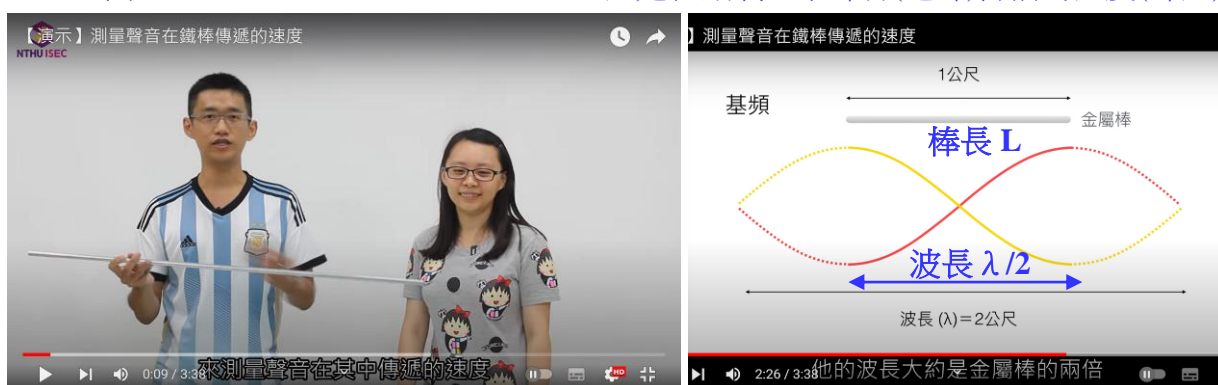 【演示】測量聲音在鐵棒傳遞的速度
NTHU ISEC
來測量聲音在其中傳遞的速度
0:09 / 3:38
HD
】測量聲音在鐵棒傳遞的速度
1公尺
基頻
金屬棒
棒長 L
波長 λ/2
波長 (λ)＝2公尺
他的波長大約是金屬棒的兩倍
2:26 / 3:38